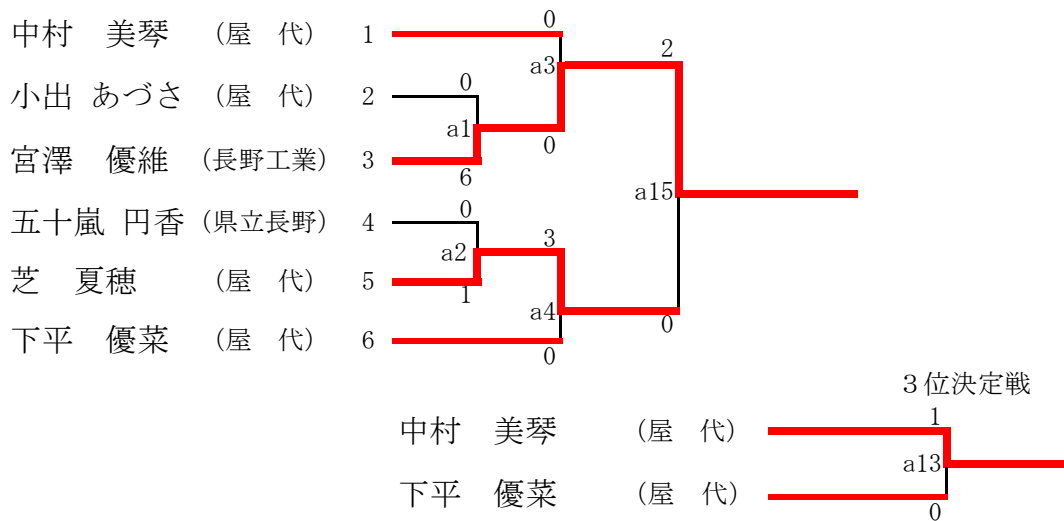 中村　美琴　(屋　代)　1
小出 あづさ　(屋　代)　2
宮澤　優維　(長野工業)　3
五十嵐 円香　(県立長野)　4
芝　夏穂　(屋　代)　5
下平　優菜　(屋　代)　6
0
a3
0
0
a1
6
0
a2
1
3
a4
0
2
a15
0
３位決定戦
中村　美琴　(屋　代)
下平　優菜　(屋　代)
1
a13
0